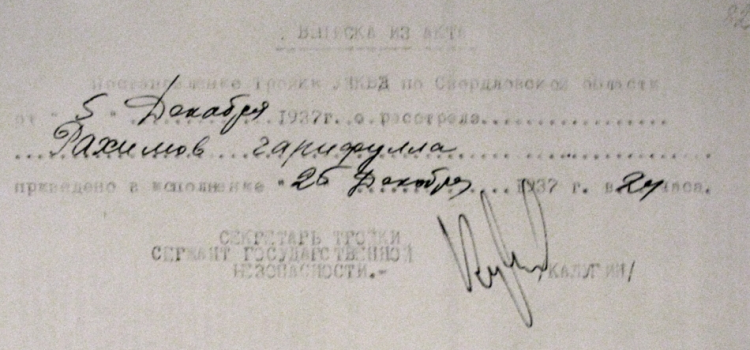 ВЫПИСКА ИЗ АКТА
Постановление Тройки УНКВД по Свердловской области
от " 5 " Декабря 1937г. о расстреле
Рахимов Гарифулла
приведено в исполнение "26 Декабря 1937 г. в 24 часа.
СЕКРЕТАРЬ ТРОЙКИ
СЕРЖАНТ ГОСУДАРСТВЕННОЙ
БЕЗОПАСНОСТИ.-
/КАЛУГИН/